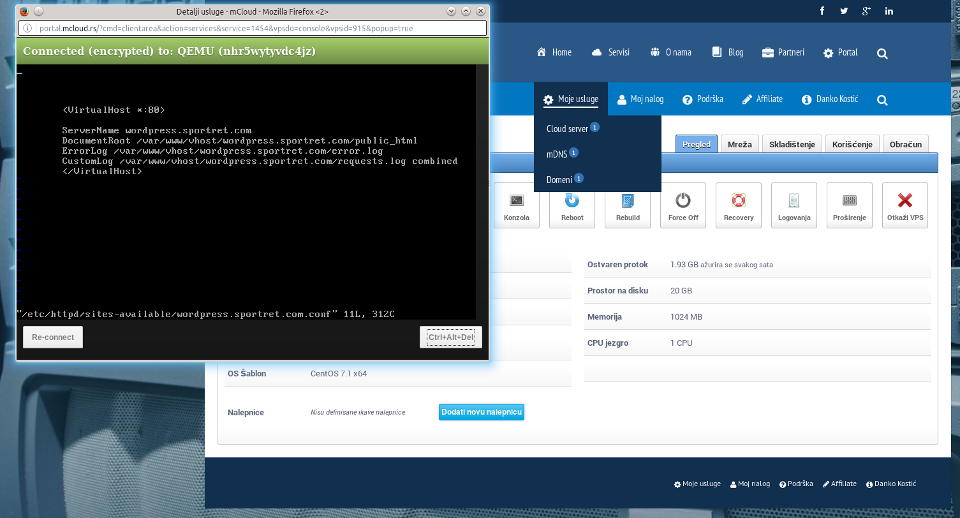 Detalji usluge - mCloud - Mozilla Firefox <2>
portal.mcloud.rs/?cmd=clientarea&action=services&service=1454&vpsdo=console&vpsid=915&popup=true
Connected (encrypted) to: QEMU (nhr5wytyvdc4jz)
<VirtualHost *:80>
ServerName wordpress.sportret.com
DocumentRoot /var/www/vhost/wordpress.sportret.com/public_html
ErrorLog /var/www/vhost/wordpress.sportret.com/error.log
CustomLog /var/www/vhost/wordpress.sportret.com/requests.log combined
</VirtualHost>
~
~
~
~
~
~
~
~
~
~
~
~
~
"/etc/httpd/sites-available/wordpress.sportret.com.conf" 11L, 312C
Re-connect
Ctrl+Alt+Del
Home Servisi O nama Blog Partneri Portal
Moje usluge Moj nalog Podrška Affiliate Danko Kostić
Cloud server 1
mDNS 1
Domeni 1
Pregled Mreža Skladištenje Korišćenje Obračun
Konzola Reboot Rebuild Force Off Recovery Logovanja Proširenje Otkaži VPS
Ostvaren protok 1.93 GB ažurira se svakog sata
Prostor na disku 20 GB
Memorija 1024 MB
CPU jezgro 1 CPU
OS Šablon CentOS 7.1 x64
Nalepnice Nisu definisane ikave nalepnice Dodati novu nalepnicu
Moje usluge Moj nalog Podrška Affiliate Danko Kostić